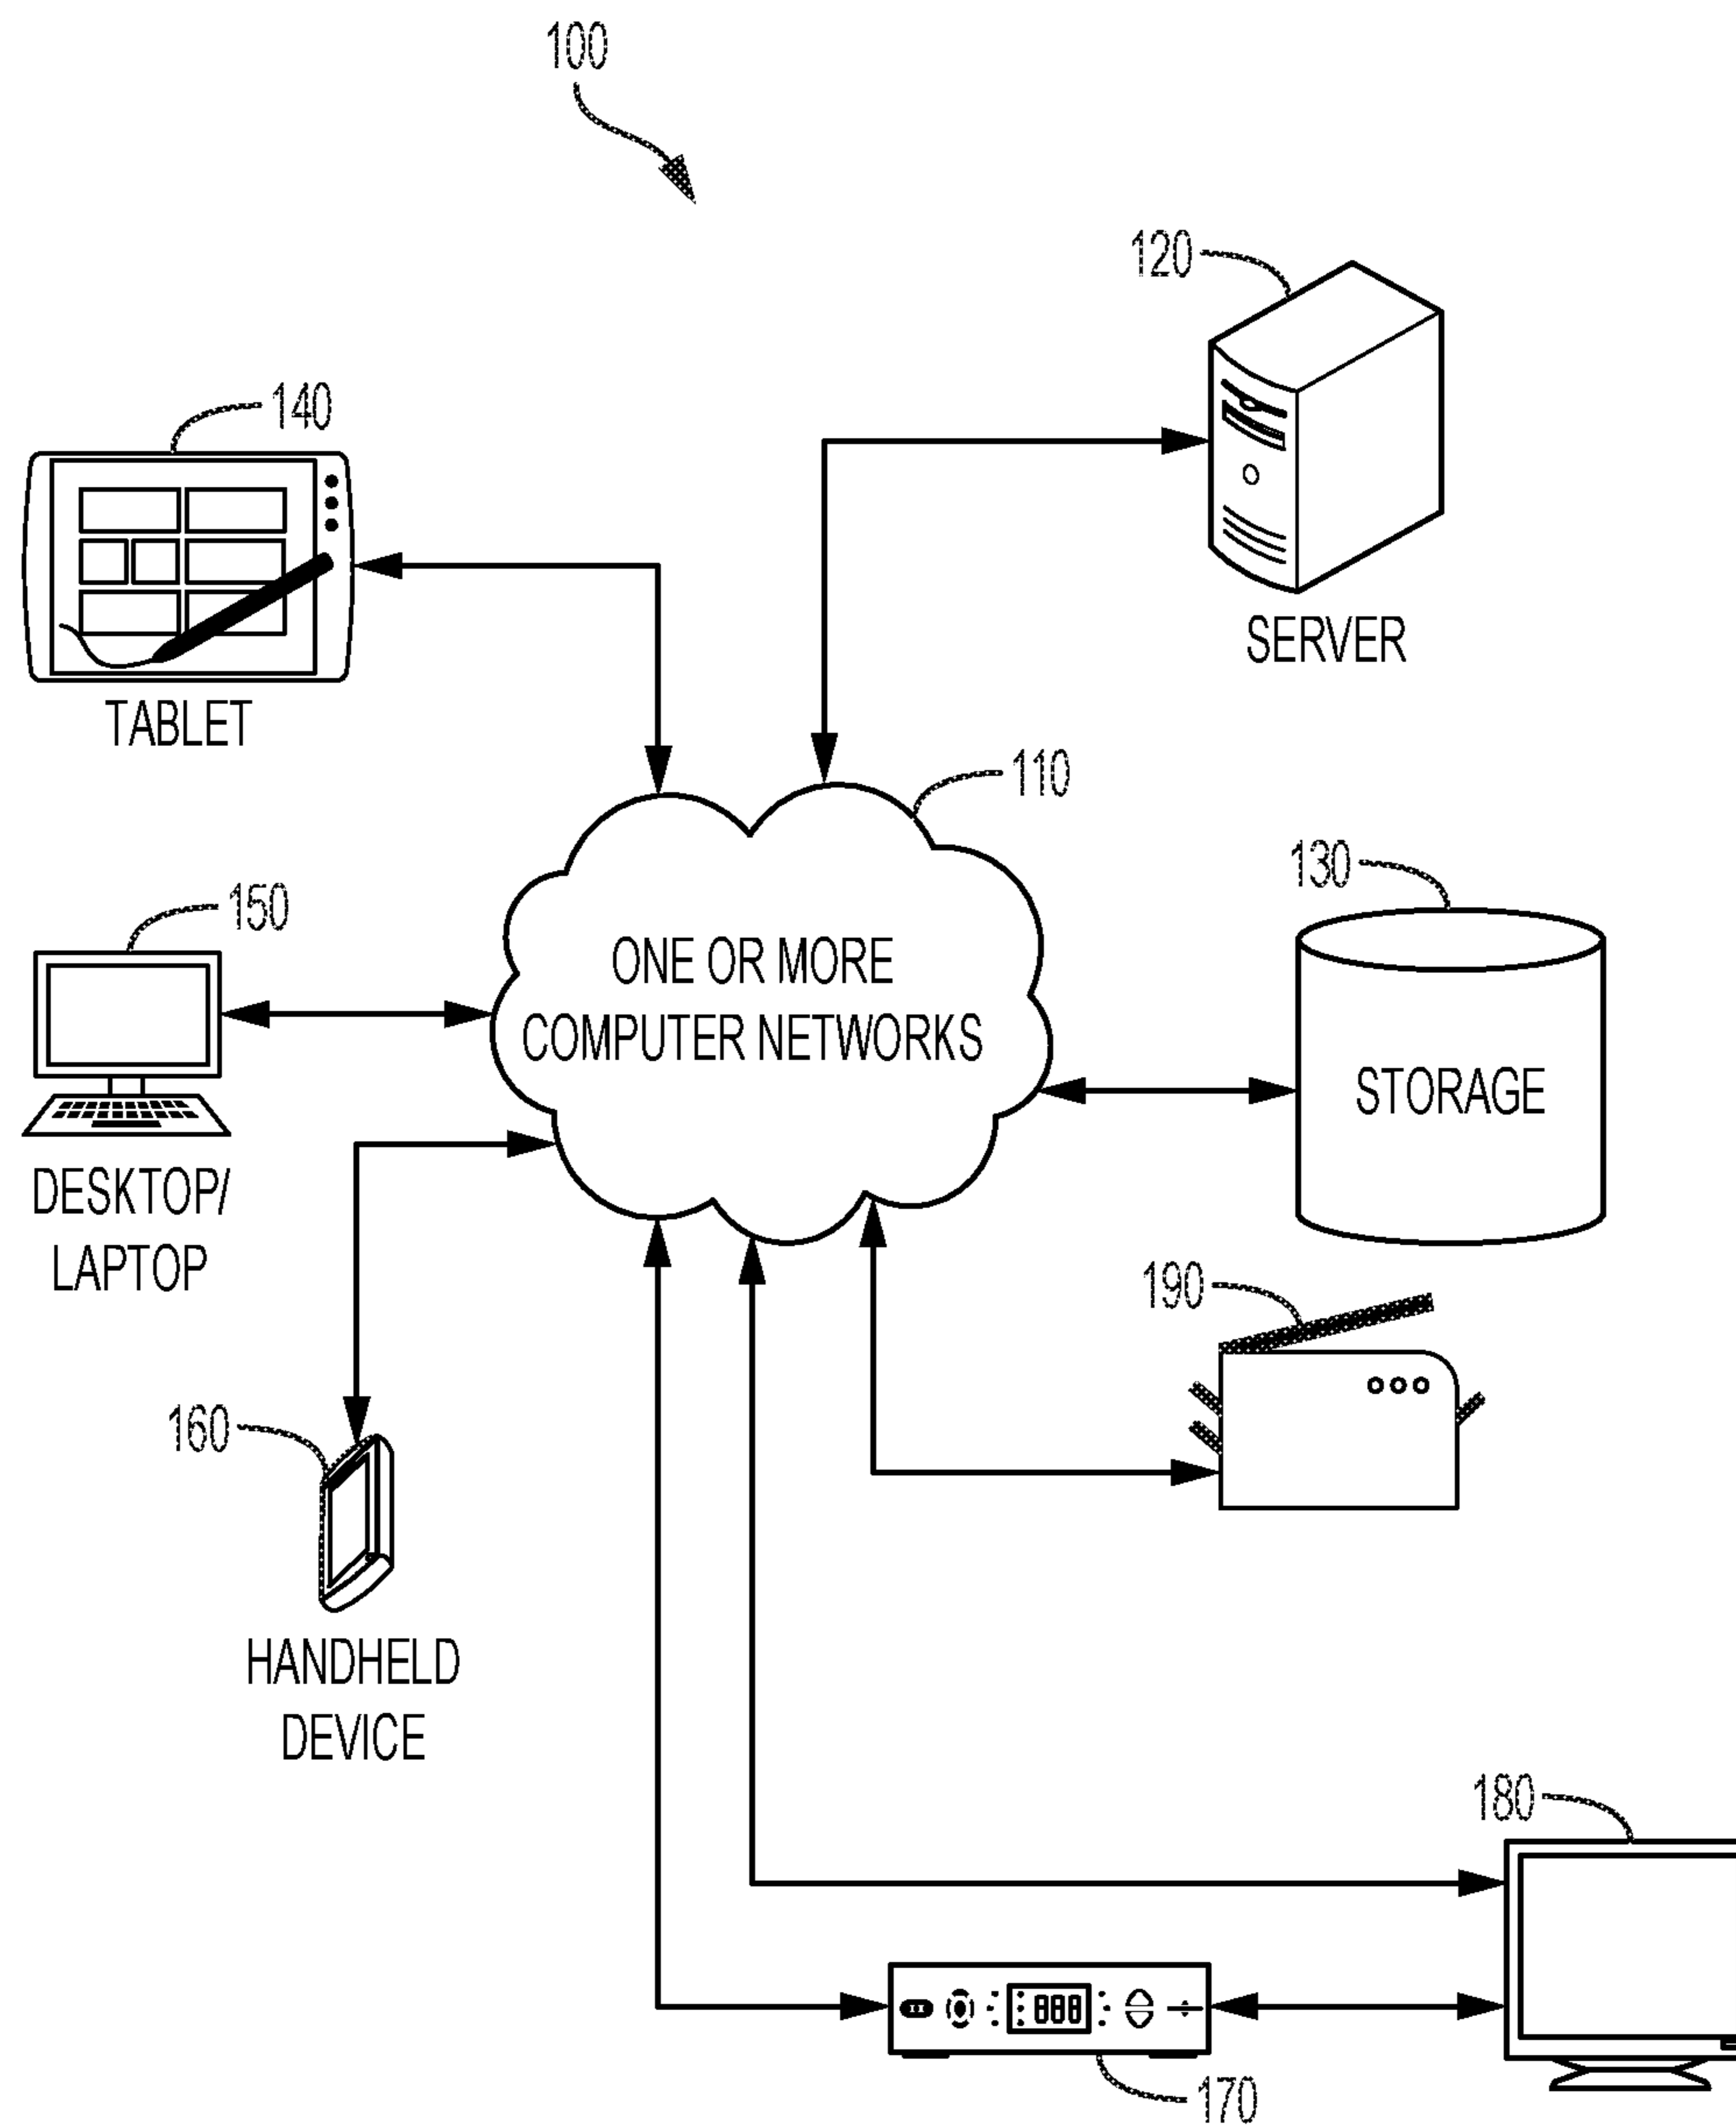 100
120
140
SERVER
TABLET
110
130
150
ONE OR MORE
COMPUTER NETWORKS
STORAGE
DESKTOP/
LAPTOP
190
160
HANDHELD
DEVICE
180
888
170